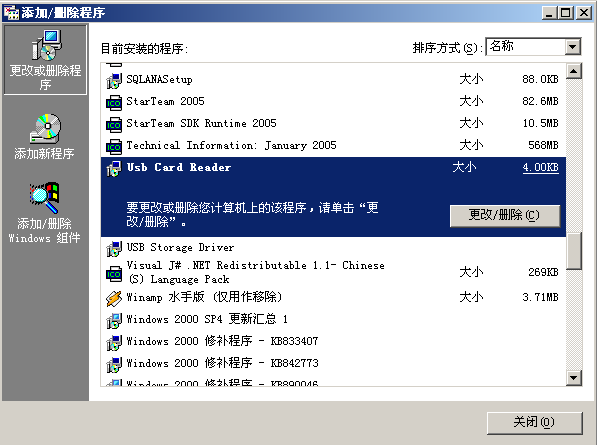 添加/删除程序
更改或删除程
序
添加新程序
添加/删除
Windows 组件
目前安装的程序:
排序方式(S): 名称
SQLANASetup 大小 88.0KB
StarTeam 2005 大小 82.6MB
StarTeam SDK Runtime 2005 大小 10.5MB
Technical Information: January 2005 大小 568MB
Usb Card Reader 大小 4.00KB
要更改或删除您计算机上的该程序，请单击“更
改/删除”。
更改/删除(C)
USB Storage Driver
Visual J# .NET Redistributable 1.1- Chinese
(S) Language Pack 大小 269KB
Winamp 水手版 (仅用作移除) 大小 3.71MB
Windows 2000 SP4 更新汇总 1
Windows 2000 修补程序 - KB833407
Windows 2000 修补程序 - KB842773
Windows 2000 修补程序 - KB890046
关闭(O)